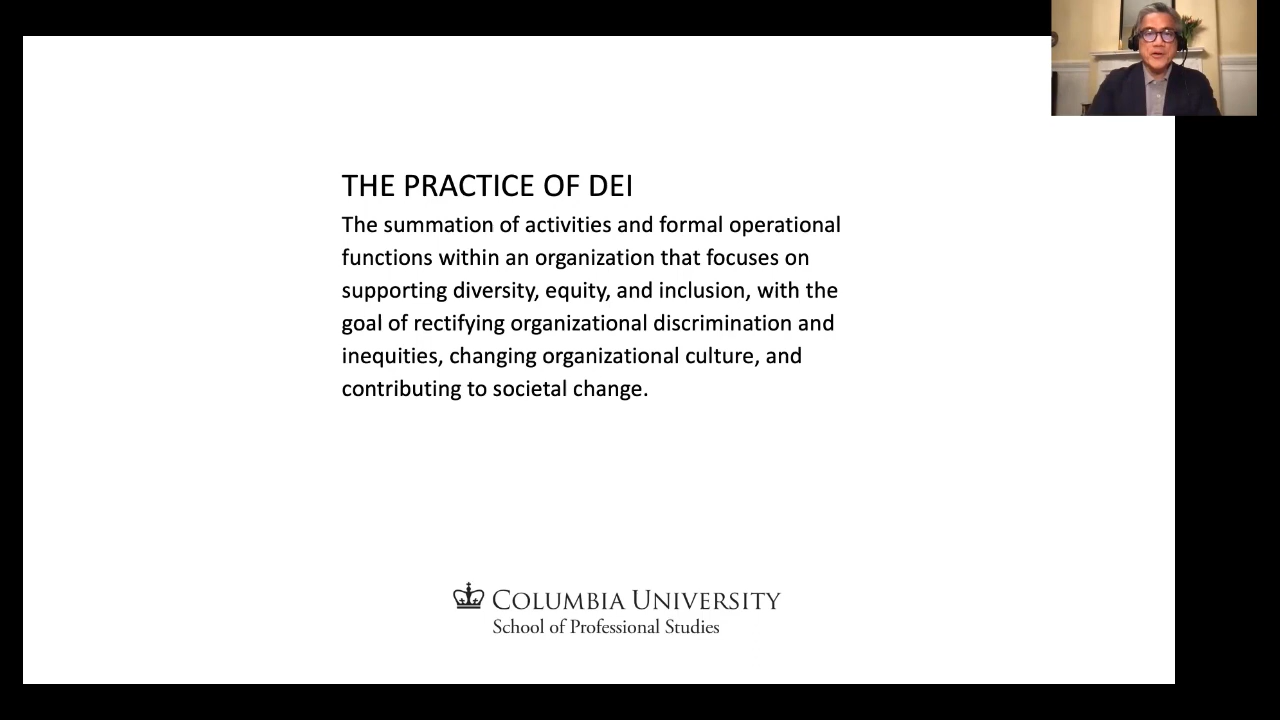 THE PRACTICE OF DEI
The summation of activities and formal operational
functions within an organization that focuses on
supporting diversity, equity, and inclusion, with the
goal of rectifying organizational discrimination and
inequities, changing organizational culture, and
contributing to societal change.
COLUMBIA UNIVERSITY
School of Professional Studies